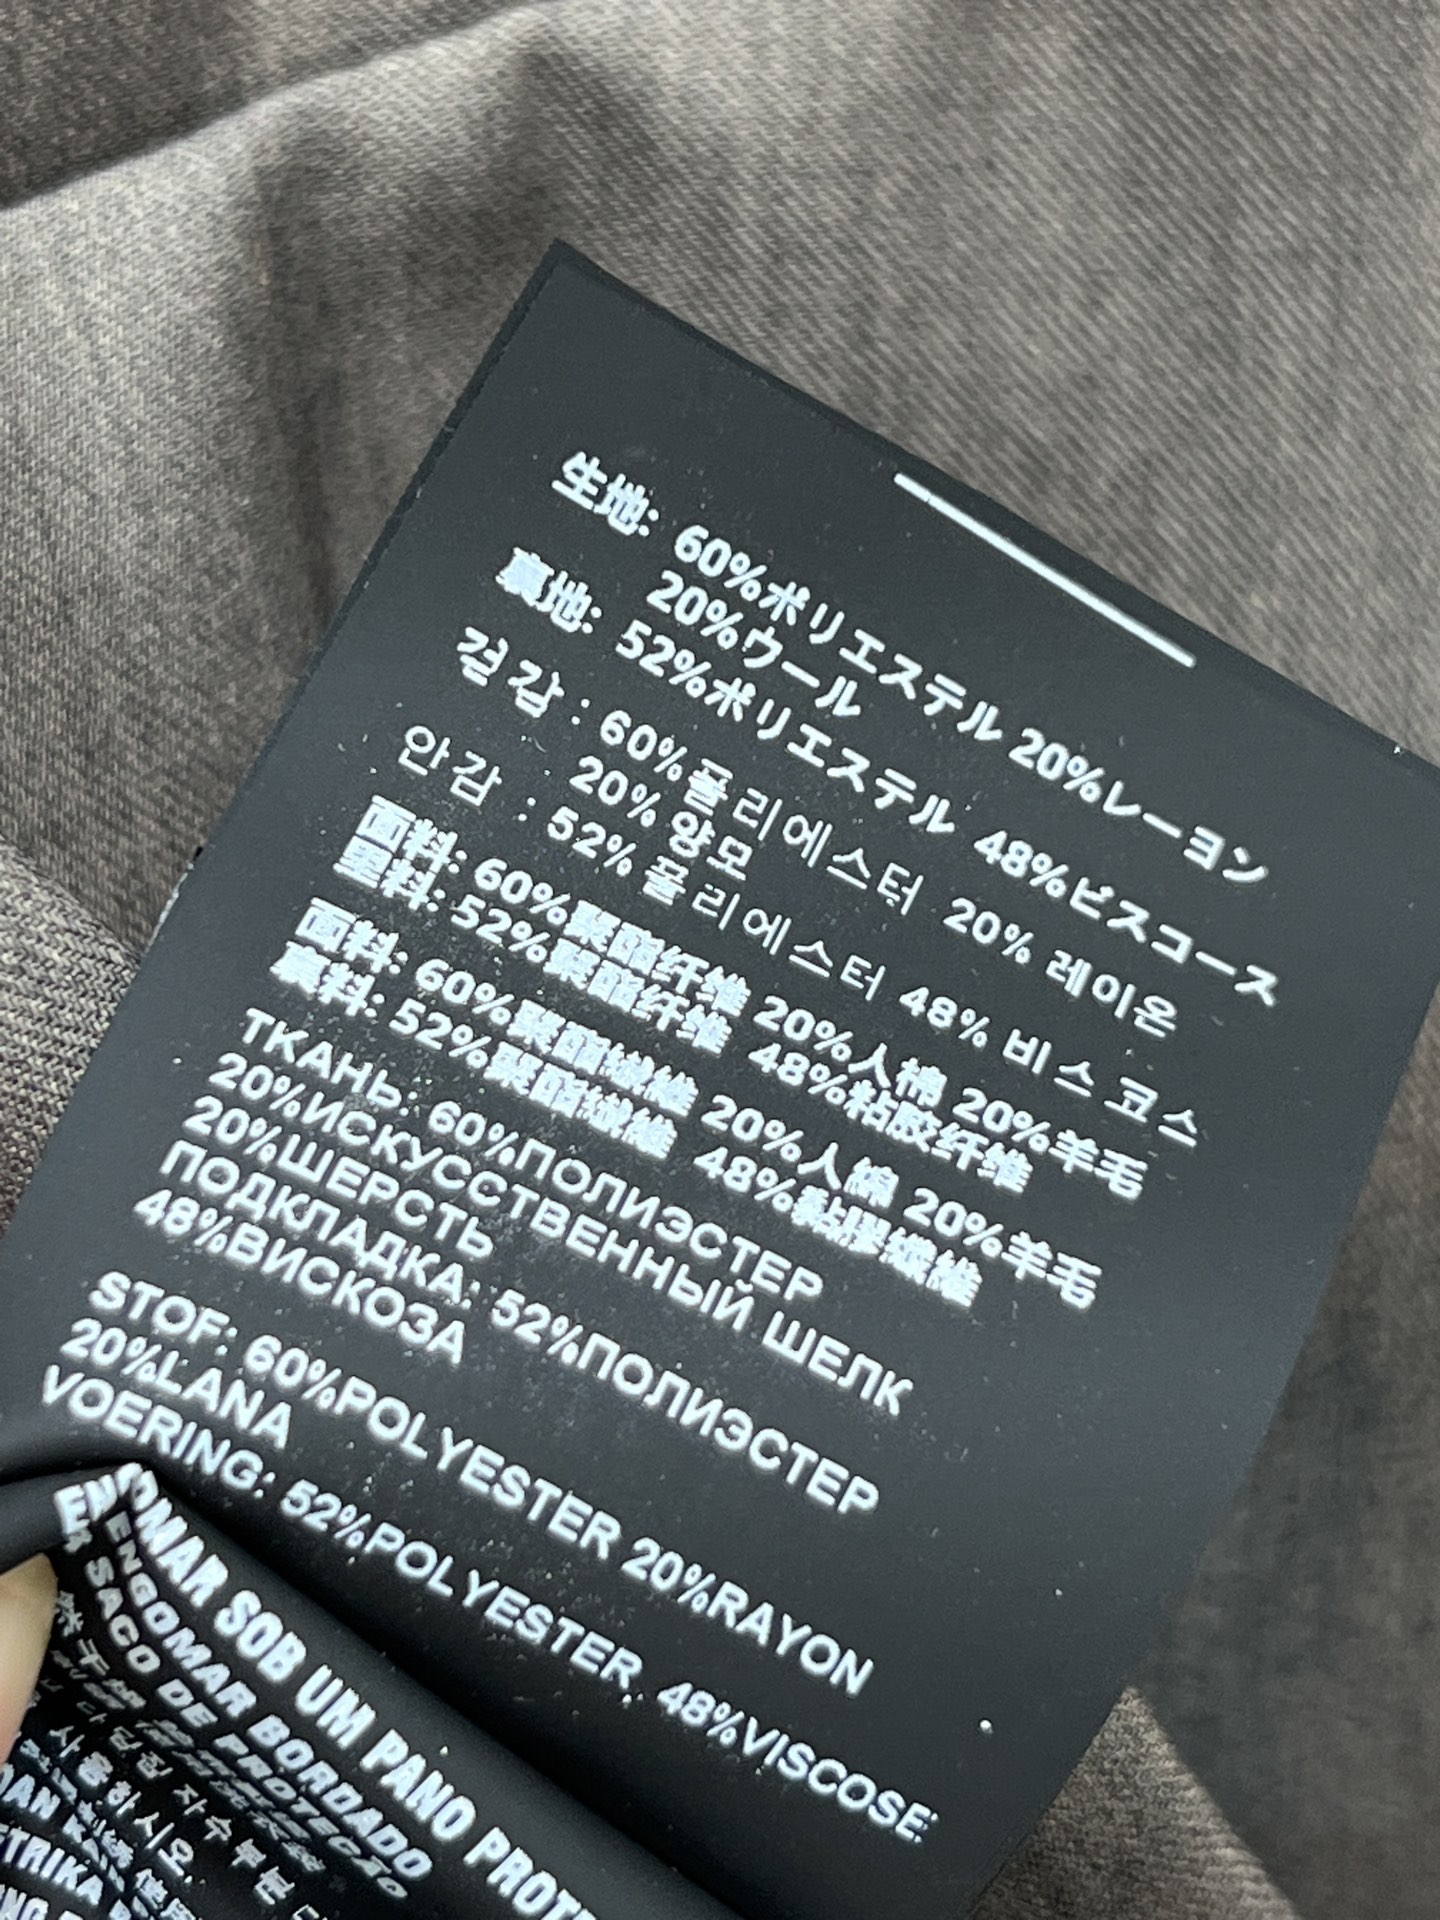 生地: 60%ポリエステル 20%レーヨン
20%ウール
裏地: 52%ポリエステル 48%ビスコース
겉감 : 60%폴리에스터 20% 레이온
20% 양모
안감 : 52% 폴리에스터 48% 비스코스
面料: 60%聚酯纤维 20%人棉 20%羊毛
里料: 52%聚酯纤维 48%粘胶纤维
面料: 60%聚酯纖維 20%人綿 20%羊毛
裏料: 52%聚酯纖維 48%黏膠纖維
ТКАНЬ: 60%ПОЛИЭСТЕР
20%ИСКУССТВЕННЫЙ ШЕЛК
20%ШЕРСТЬ
ПОДКЛАДКА: 52%ПОЛИЭСТЕР
48%ВИСКОЗА
STOF: 60%POLYESTER 20%RAYON
20%LANA
VOERING: 52%POLYESTER 48%VISCOSE:
SOB UM PANO
ENGOMAR BORDADO
SACO DE PROTECAO